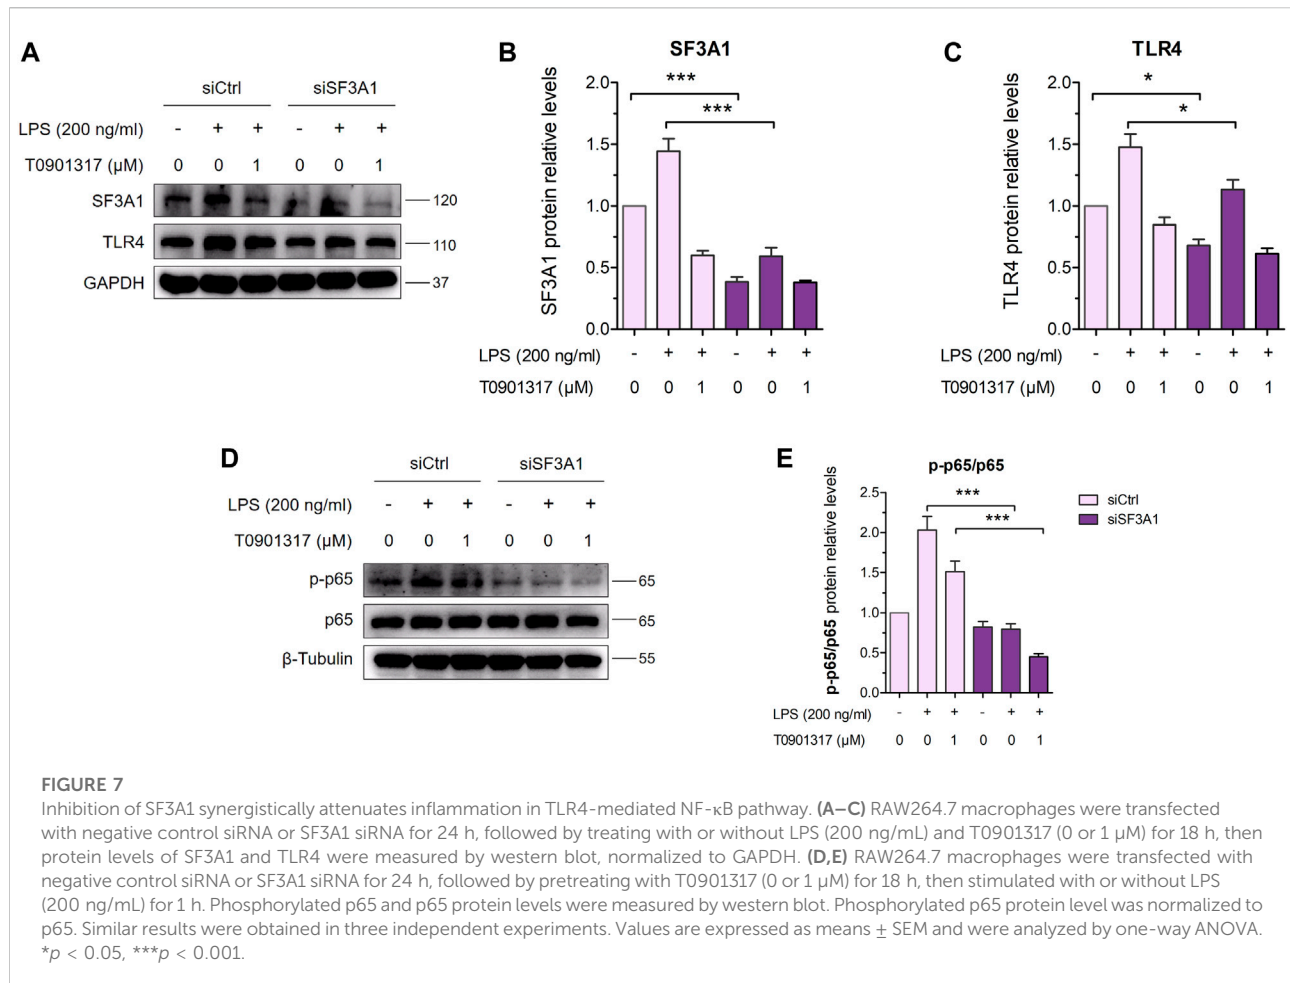 A
siCtrl siSF3A1
LPS (200 ng/ml) - + + - + +
T0901317 (μM) 0 0 1 0 0 1
SF3A1 120
TLR4 110
GAPDH 37
B
SF3A1
SF3A1 protein relative levels
2.0
1.5
1.0
0.5
0.0
***
***
LPS (200 ng/ml) - + + - + +
T0901317 (μM) 0 0 1 0 0 1
C
TLR4
TLR4 protein relative levels
2.0
1.5
1.0
0.5
0.0
*
*
LPS (200 ng/ml) - + + - + +
T0901317 (μM) 0 0 1 0 0 1
D
siCtrl siSF3A1
LPS (200 ng/ml) - + + - + +
T0901317 (μM) 0 0 1 0 0 1
p-p65 65
p65 65
β-Tubulin 55
E
p-p65/p65
p-p65/p65 protein relative levels
2.5
2.0
1.5
1.0
0.5
0.0
***
***
siCtrl
siSF3A1
LPS (200 ng/ml) - + + - + +
T0901317 (μM) 0 0 1 0 0 1
FIGURE 7
Inhibition of SF3A1 synergistically attenuates inflammation in TLR4-mediated NF-κB pathway. (A–C) RAW264.7 macrophages were transfected
with negative control siRNA or SF3A1 siRNA for 24 h, followed by treating with or without LPS (200 ng/mL) and T0901317 (0 or 1 μM) for 18 h, then
protein levels of SF3A1 and TLR4 were measured by western blot, normalized to GAPDH. (D,E) RAW264.7 macrophages were transfected with
negative control siRNA or SF3A1 siRNA for 24 h, followed by pretreating with T0901317 (0 or 1 μM) for 18 h, then stimulated with or without LPS
(200 ng/mL) for 1 h. Phosphorylated p65 and p65 protein levels were measured by western blot. Phosphorylated p65 protein level was normalized to
p65. Similar results were obtained in three independent experiments. Values are expressed as means ± SEM and were analyzed by one-way ANOVA.
*p < 0.05, ***p < 0.001.